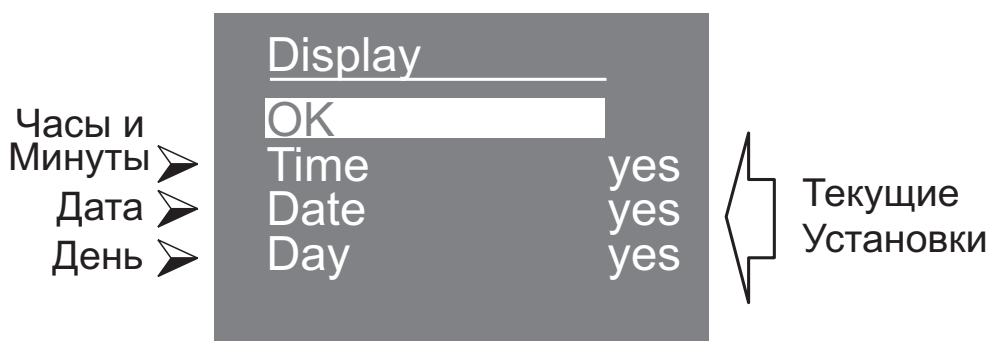 Display
OK
Часы и
Минуты
Time yes
Дата
Date yes
День
Day yes
Текущие
Установки